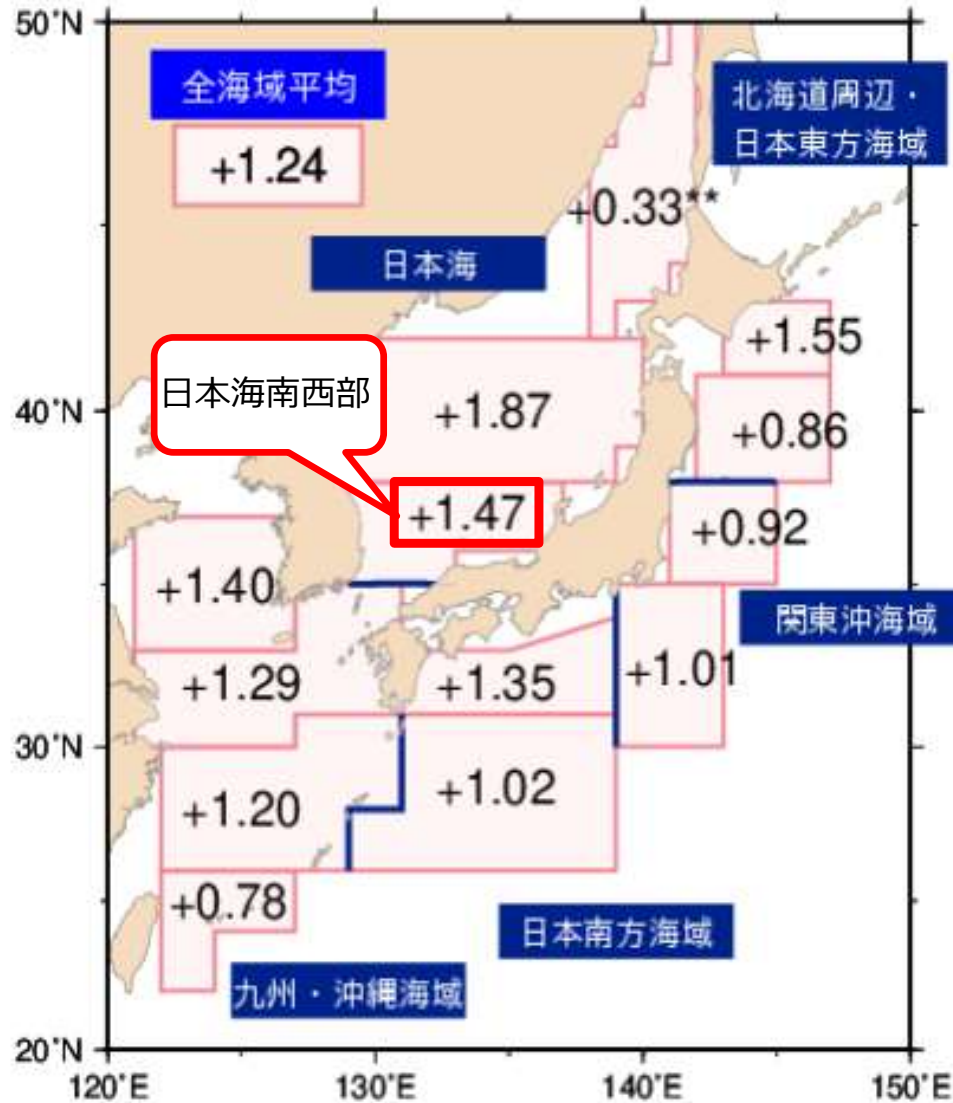 50°N
全海域平均
+1.24
北海道周辺・
日本東方海域
+0.33**
日本海
+1.55
日本海南西部
40°N
+1.87
+0.86
+1.47
+0.92
+1.40
関東沖海域
+1.29
+1.35
+1.01
30°N
+1.20
+1.02
+0.78
日本南方海域
九州・沖縄海域
20°N
120°E
130°E
140°E
150°E